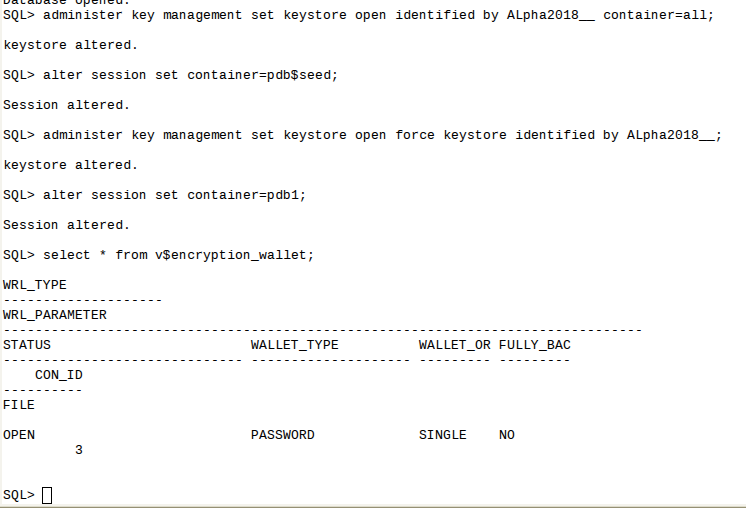 Database opened.
SQL> administer key management set keystore open identified by ALpha2018__ container=all;
keystore altered.
SQL> alter session set container=pdb$seed;
Session altered.
SQL> administer key management set keystore open force keystore identified by ALpha2018__;
keystore altered.
SQL> alter session set container=pdb1;
Session altered.
SQL> select * from v$encryption_wallet;
WRL_TYPE
--------------------
WRL_PARAMETER
--------------------------------------------------------------------------------
STATUS WALLET_TYPE WALLET_OR FULLY_BAC
------------------------------ -------------------- --------- ---------
CON_ID
----------
FILE
OPEN PASSWORD SINGLE NO
3
SQL>